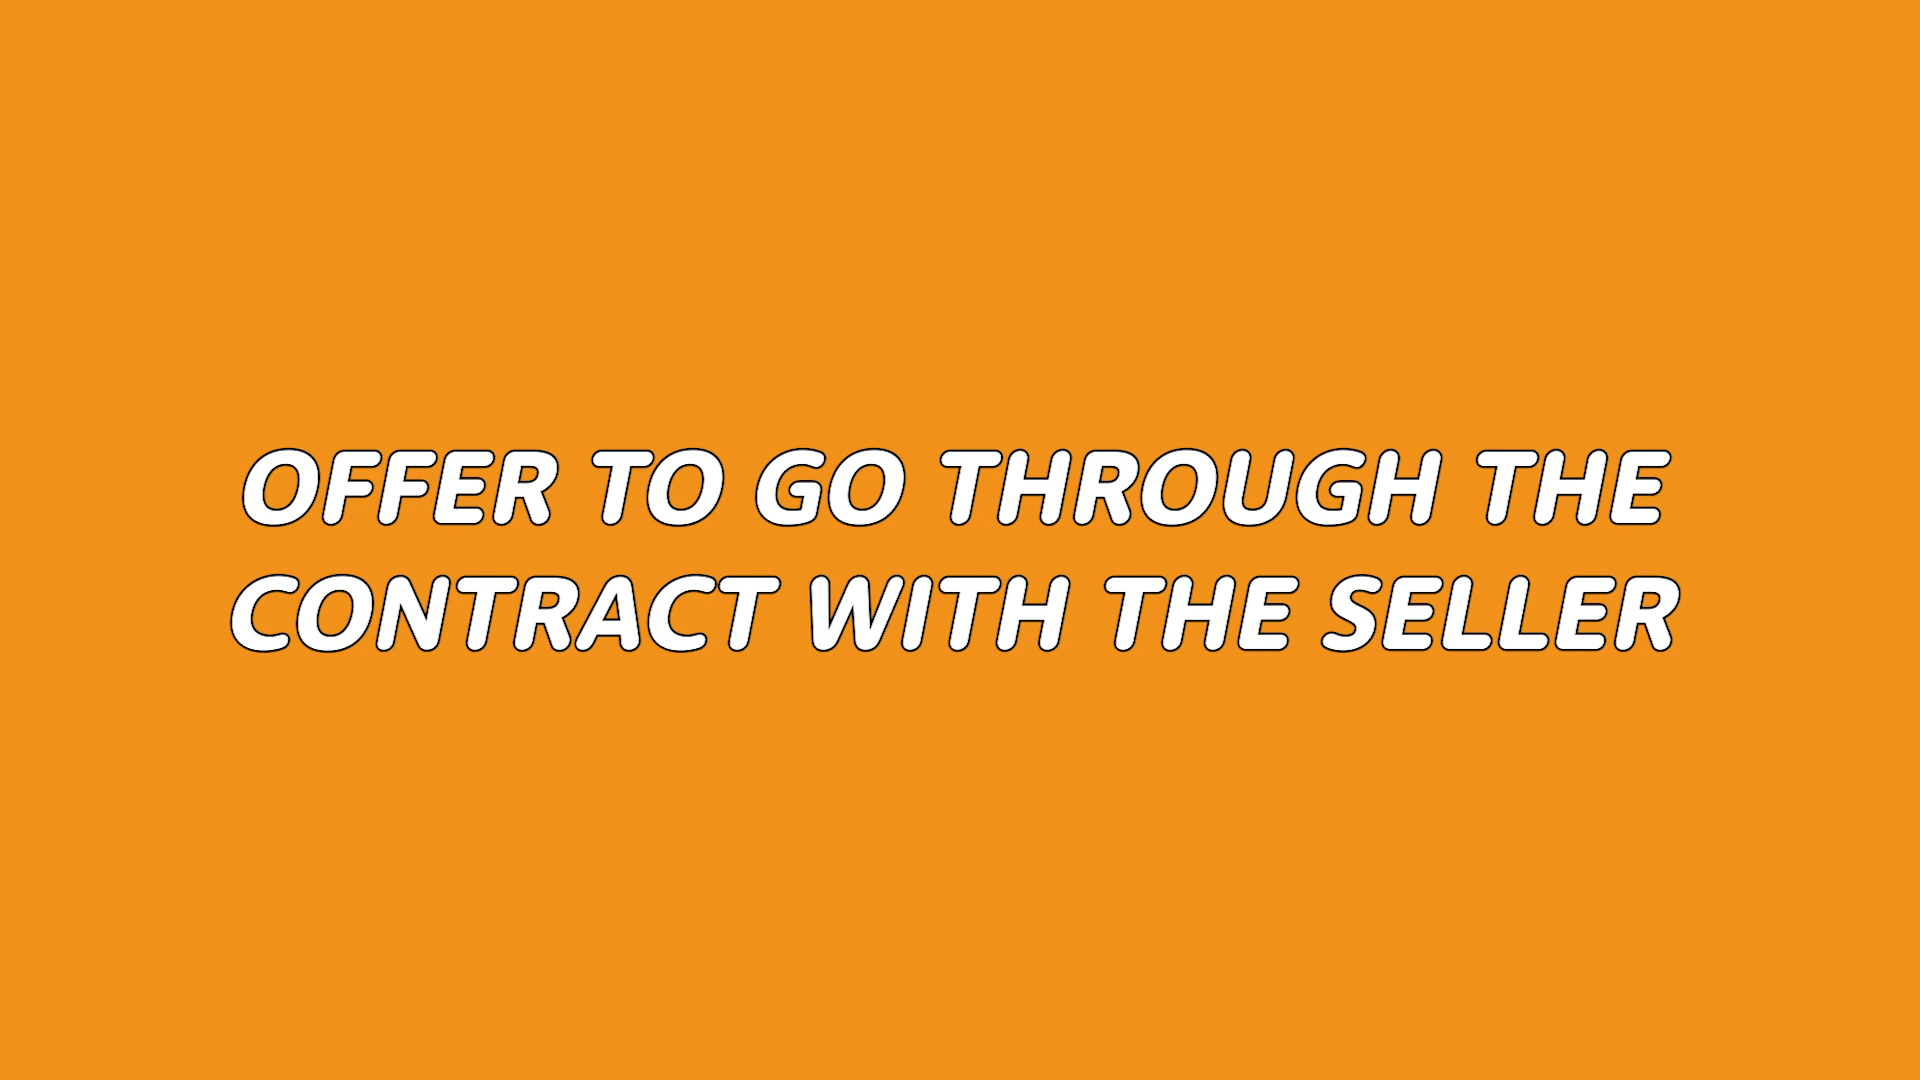 OFFER TO GO THROUGH THE
CONTRACT WITH THE SELLER